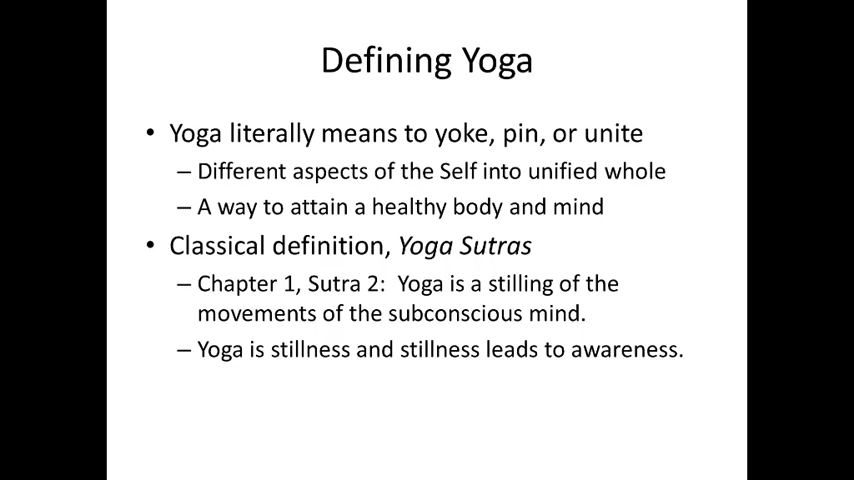 Defining Yoga
• Yoga literally means to yoke, pin, or unite
– Different aspects of the Self into unified whole
– A way to attain a healthy body and mind
• Classical definition, Yoga Sutras
– Chapter 1, Sutra 2:  Yoga is a stilling of the
movements of the subconscious mind.
– Yoga is stillness and stillness leads to awareness.